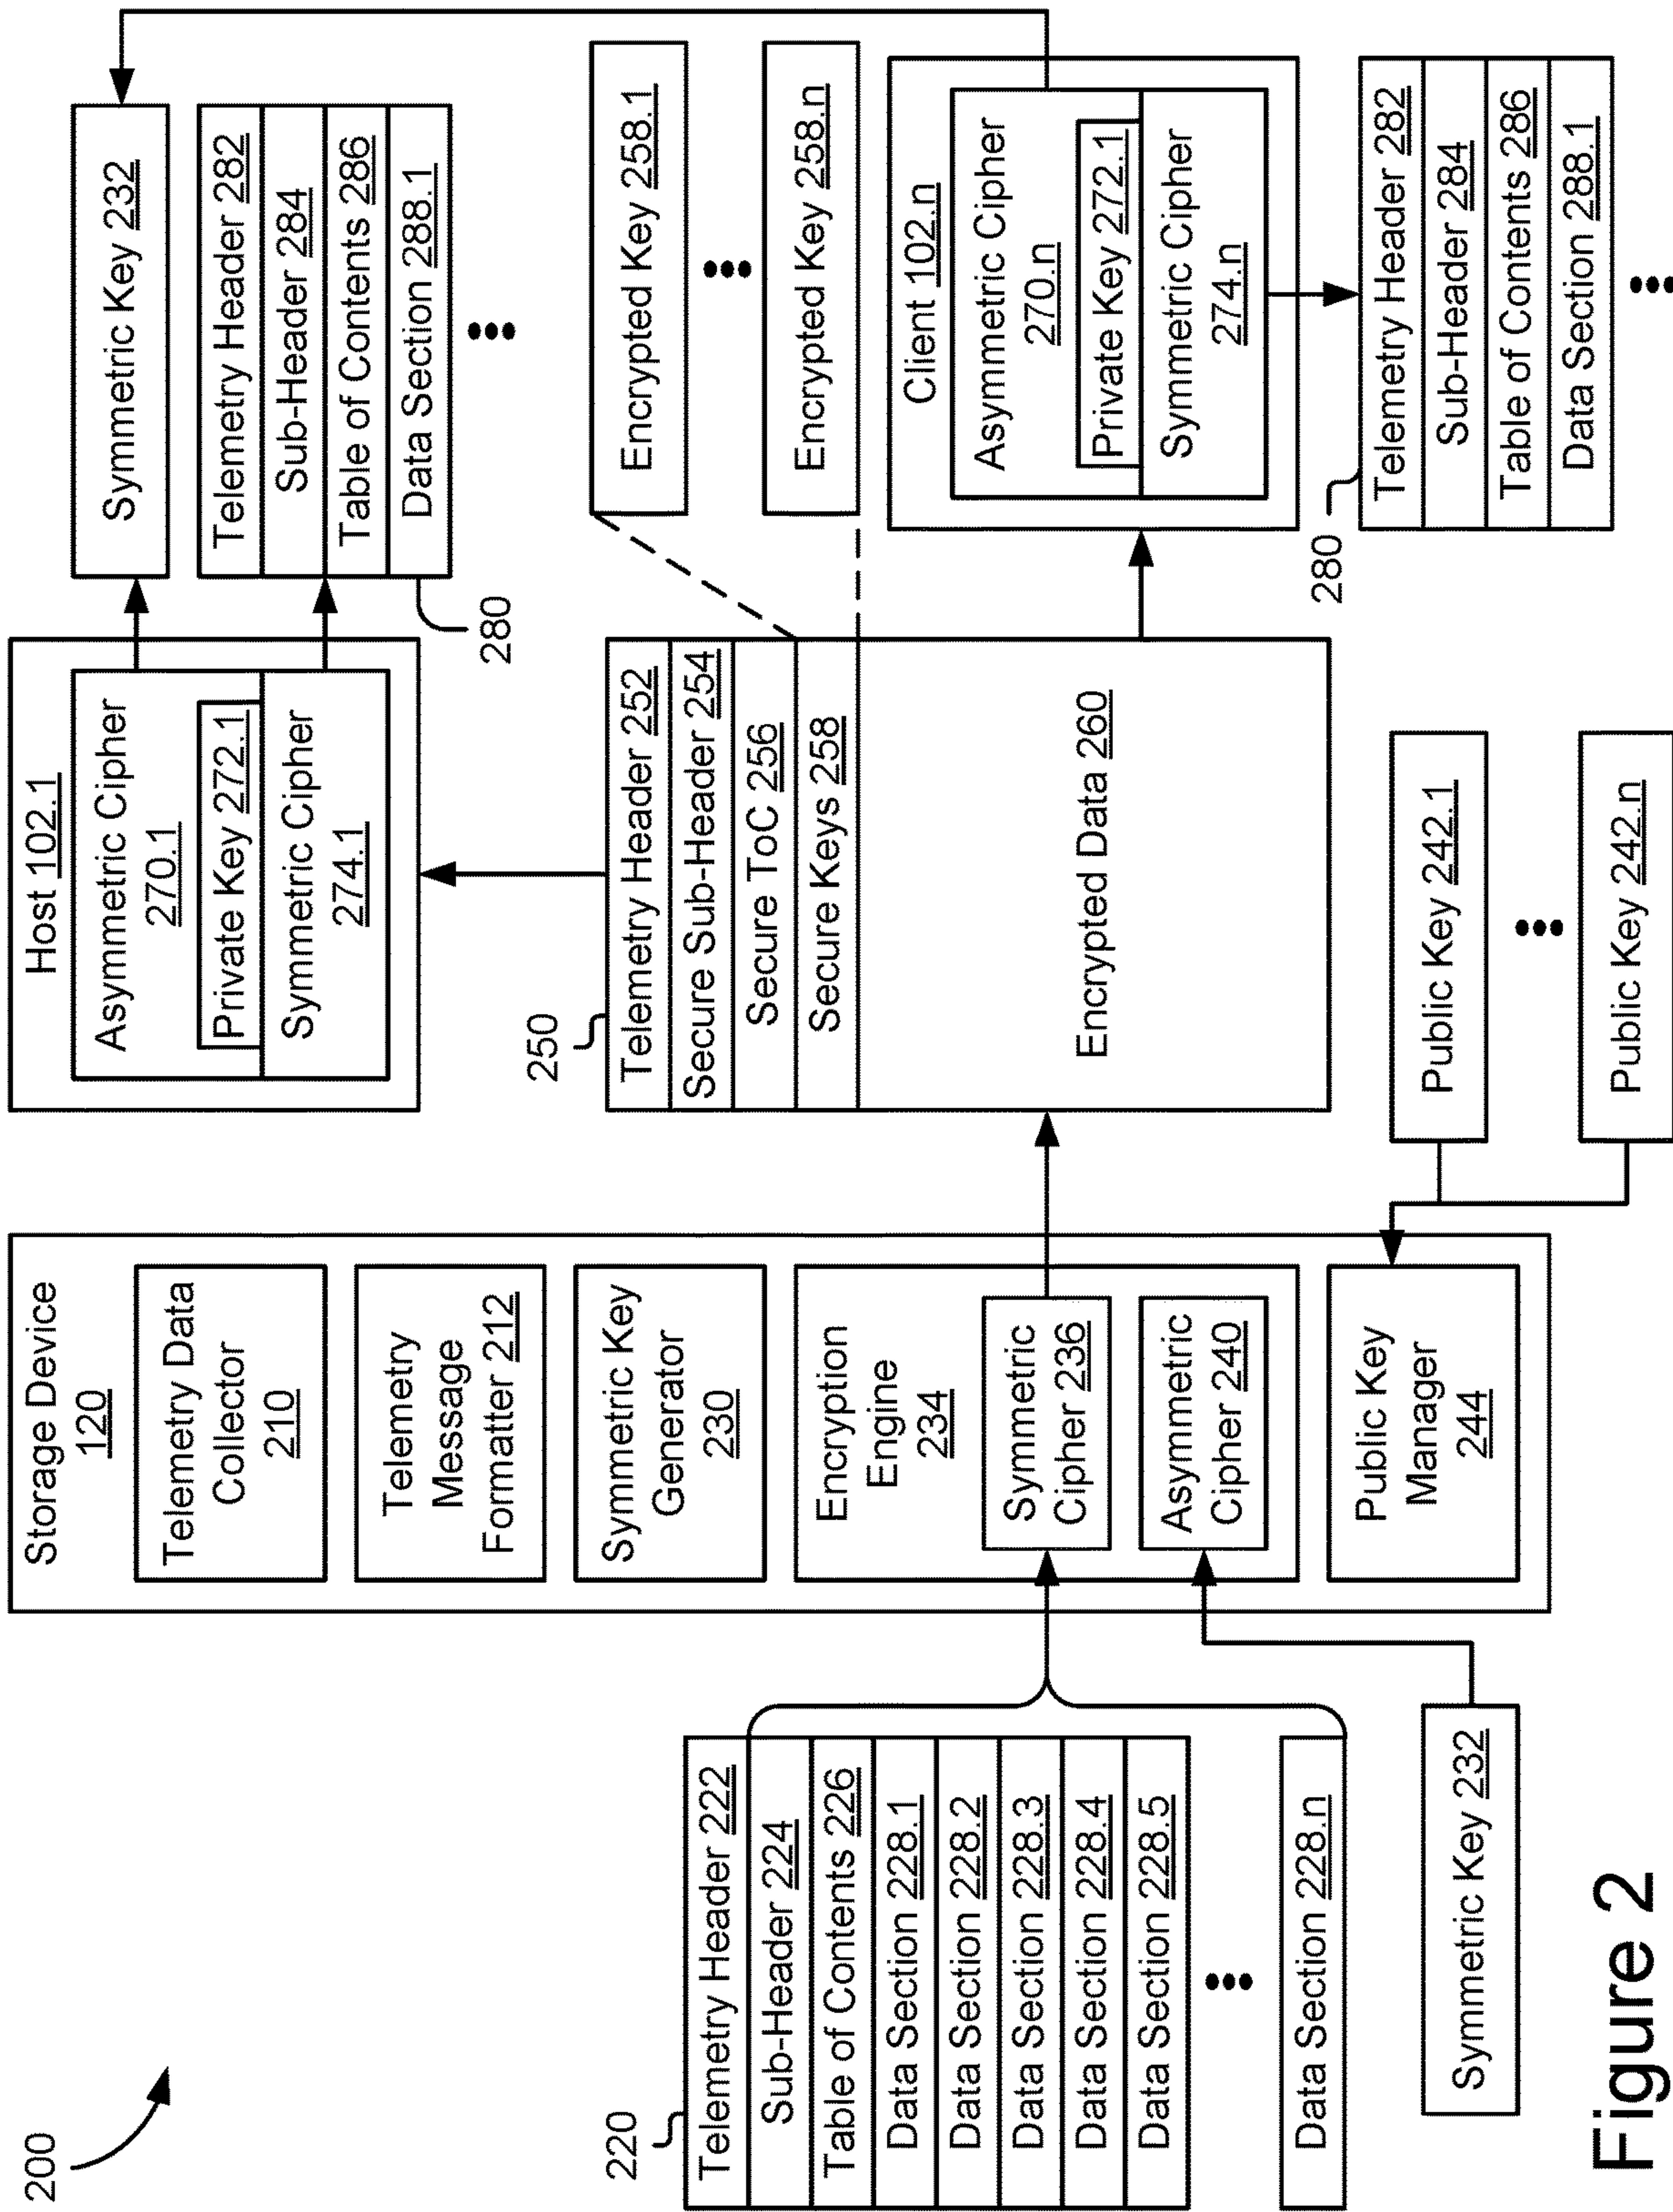 200
220
Telemetry Header 222
Sub-Header 224
Table of Contents 226
Data Section 228.1
Data Section 228.2
Data Section 228.3
Data Section 228.4
Data Section 228.5
Data Section 228.n
Symmetric Key 232
Storage Device
120
Telemetry Data
Collector
210
Telemetry
Message
Formatter 212
Symmetric Key
Generator
230
Encryption
Engine
234
Symmetric
Cipher 236
Asymmetric
Cipher 240
Public Key
Manager
244
Host 102.1
Asymmetric Cipher
270.1
Private Key 272.1
Symmetric Cipher
274.1
250
Telemetry Header 252
Secure Sub-Header 254
Secure ToC 256
Secure Keys 258
Encrypted Data 260
Public Key 242.1
Public Key 242.n
Symmetric Key 232
Telemetry Header 282
Sub-Header 284
Table of Contents 286
Data Section 288.1
280
Encrypted Key 258.1
Encrypted Key 258.n
Client 102.n
Asymmetric Cipher
270.n
Private Key 272.1
Symmetric Cipher
274.n
280
Telemetry Header 282
Sub-Header 284
Table of Contents 286
Data Section 288.1
Figure 2